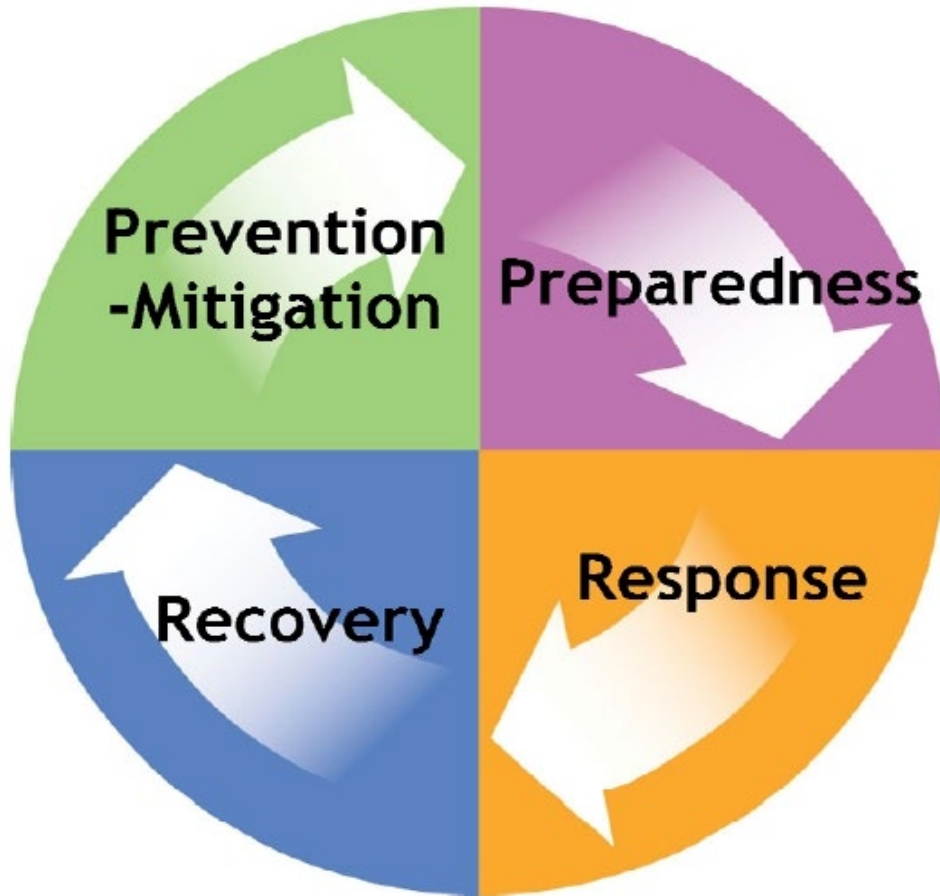 Prevention
-Mitigation
Preparedness
Response
Recovery